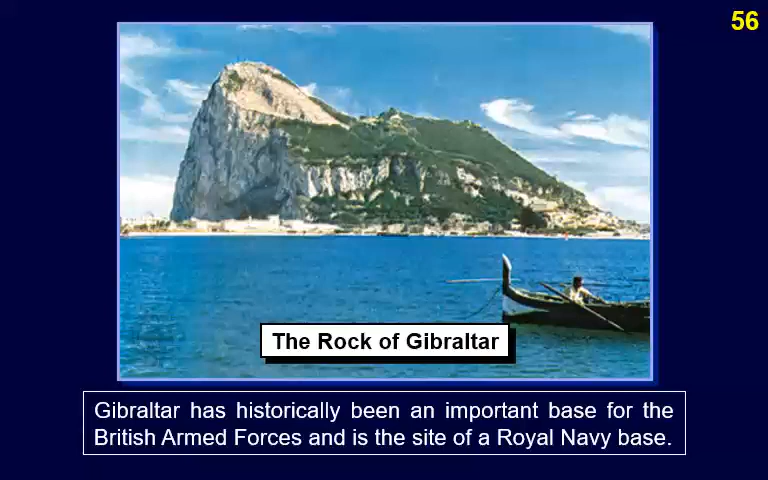 56
The Rock of Gibraltar
Gibraltar has historically been an important base for the
British Armed Forces and is the site of a Royal Navy base.